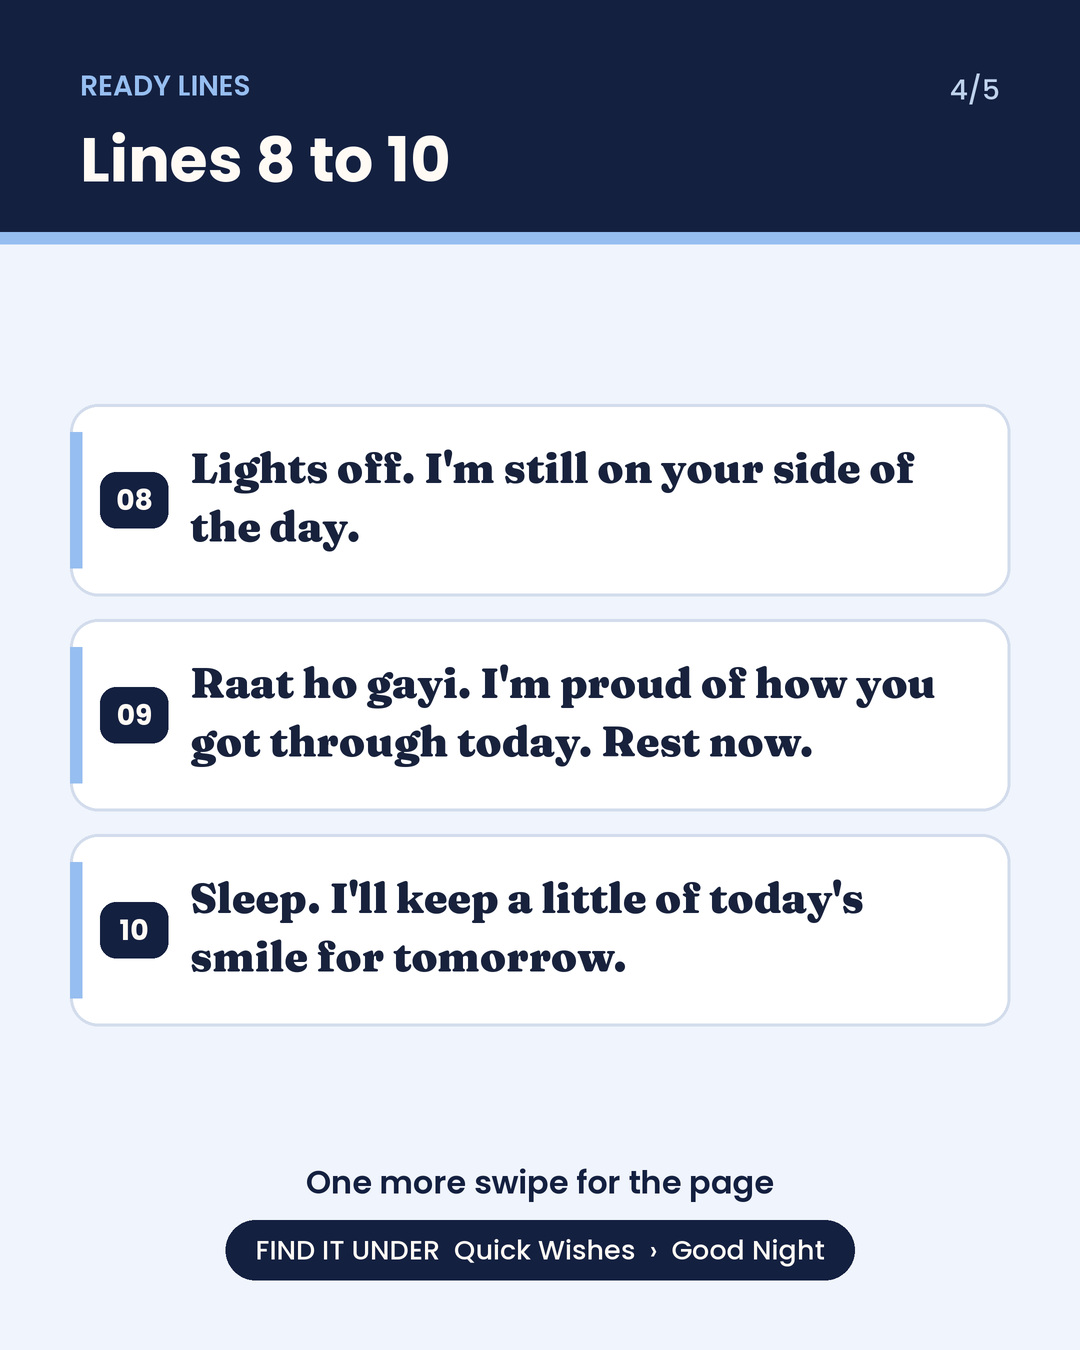 READY LINES
4/5
Lines 8 to 10
08
Lights off. I'm still on your side of
the day.
09
Raat ho gayi. I'm proud of how you
got through today. Rest now.
10
Sleep. I'll keep a little of today's
smile for tomorrow.
One more swipe for the page
FIND IT UNDER Quick Wishes › Good Night